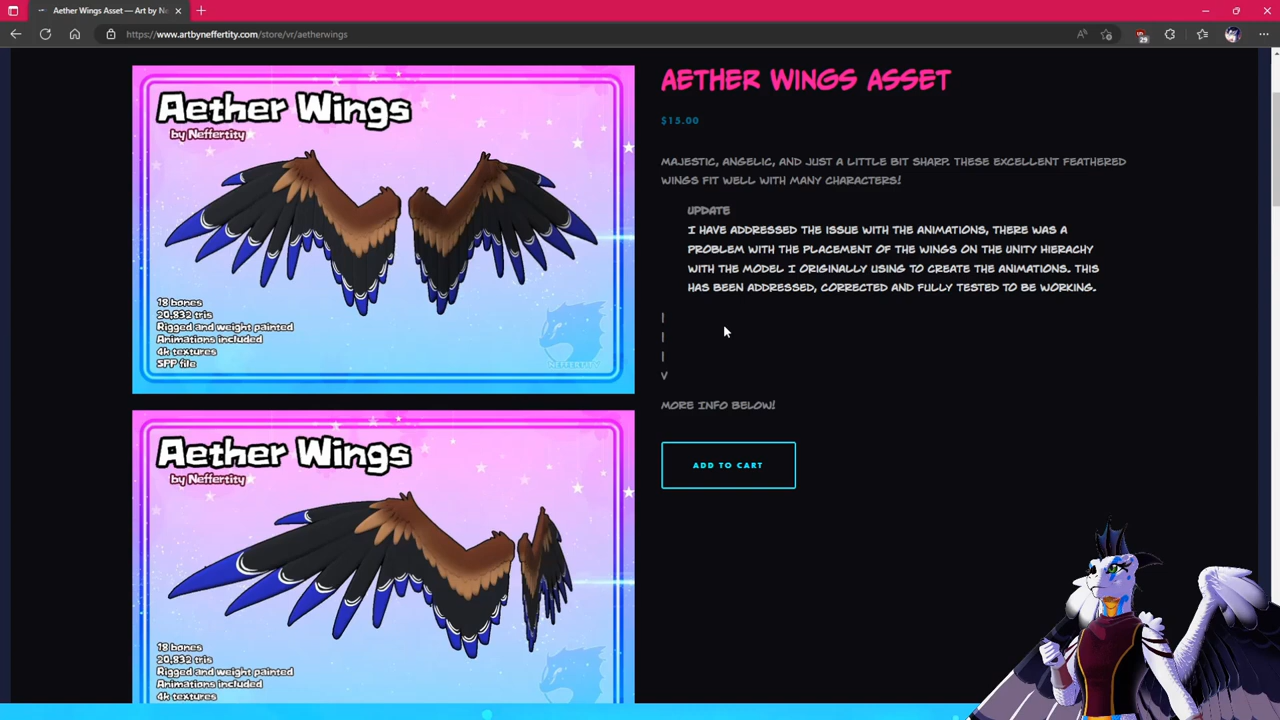 Aether Wings Asset — Art by Ne
https://www.artbyneffertity.com/store/vr/aetherwings
29
Aether Wings
by Neffertity
18 bones
20,832 tris
Rigged and weight painted
Animations included
4k textures
SPP file
NEFFERTITY
AETHER WINGS ASSET
$15.00
MAJESTIC, ANGELIC, AND JUST A LITTLE BIT SHARP. THESE EXCELLENT FEATHERED
WINGS FIT WELL WITH MANY CHARACTERS!
UPDATE
I HAVE ADDRESSED THE ISSUE WITH THE ANIMATIONS, THERE WAS A
PROBLEM WITH THE PLACEMENT OF THE WINGS ON THE UNITY HIERACHY
WITH THE MODEL I ORIGINALLY USING TO CREATE THE ANIMATIONS. THIS
HAS BEEN ADDRESSED, CORRECTED AND FULLY TESTED TO BE WORKING.
|
|
|
V
MORE INFO BELOW!
ADD TO CART
Aether Wings
by Neffertity
18 bones
20,832 tris
Rigged and weight painted
Animations included
4k textures